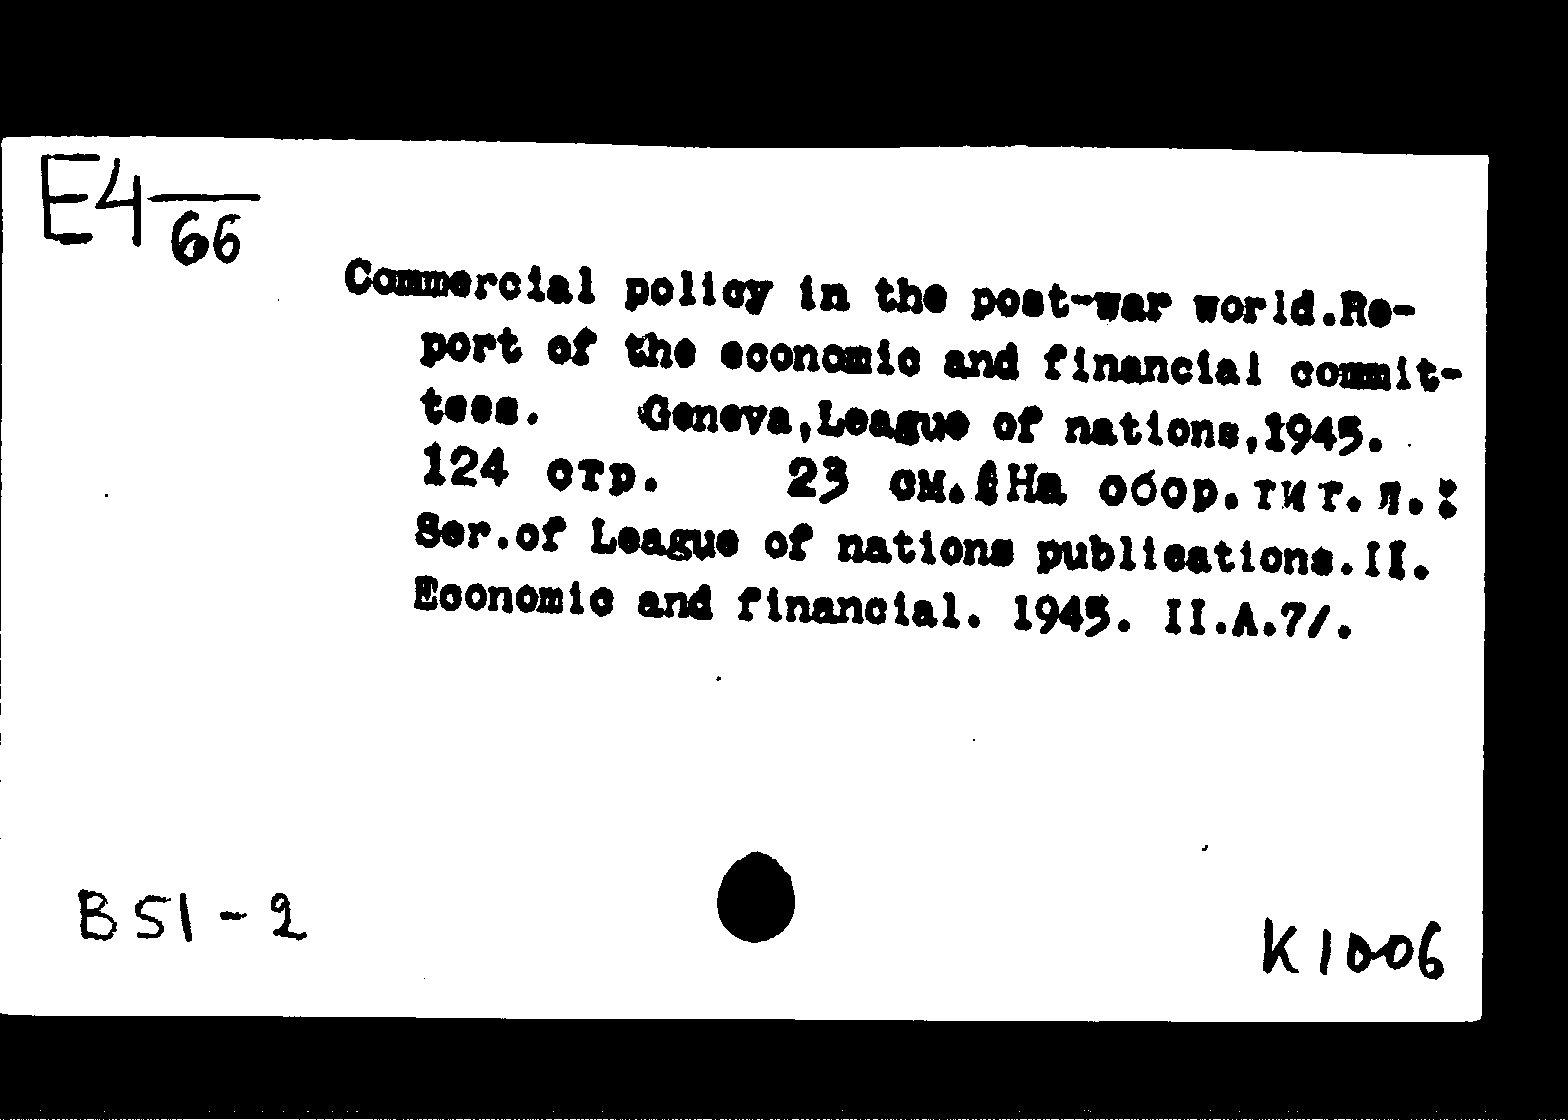 E4
66
Commercial policy in the post-war world.Re-
port of the economic and financial commit-
tees. Geneva,League of nations,1945.
124 стр. 23 см./На обор.тит.л.:
Ser.of League of nations publications.II.
Economic and financial. 1945. II.A.7/.
B51-2
K1006